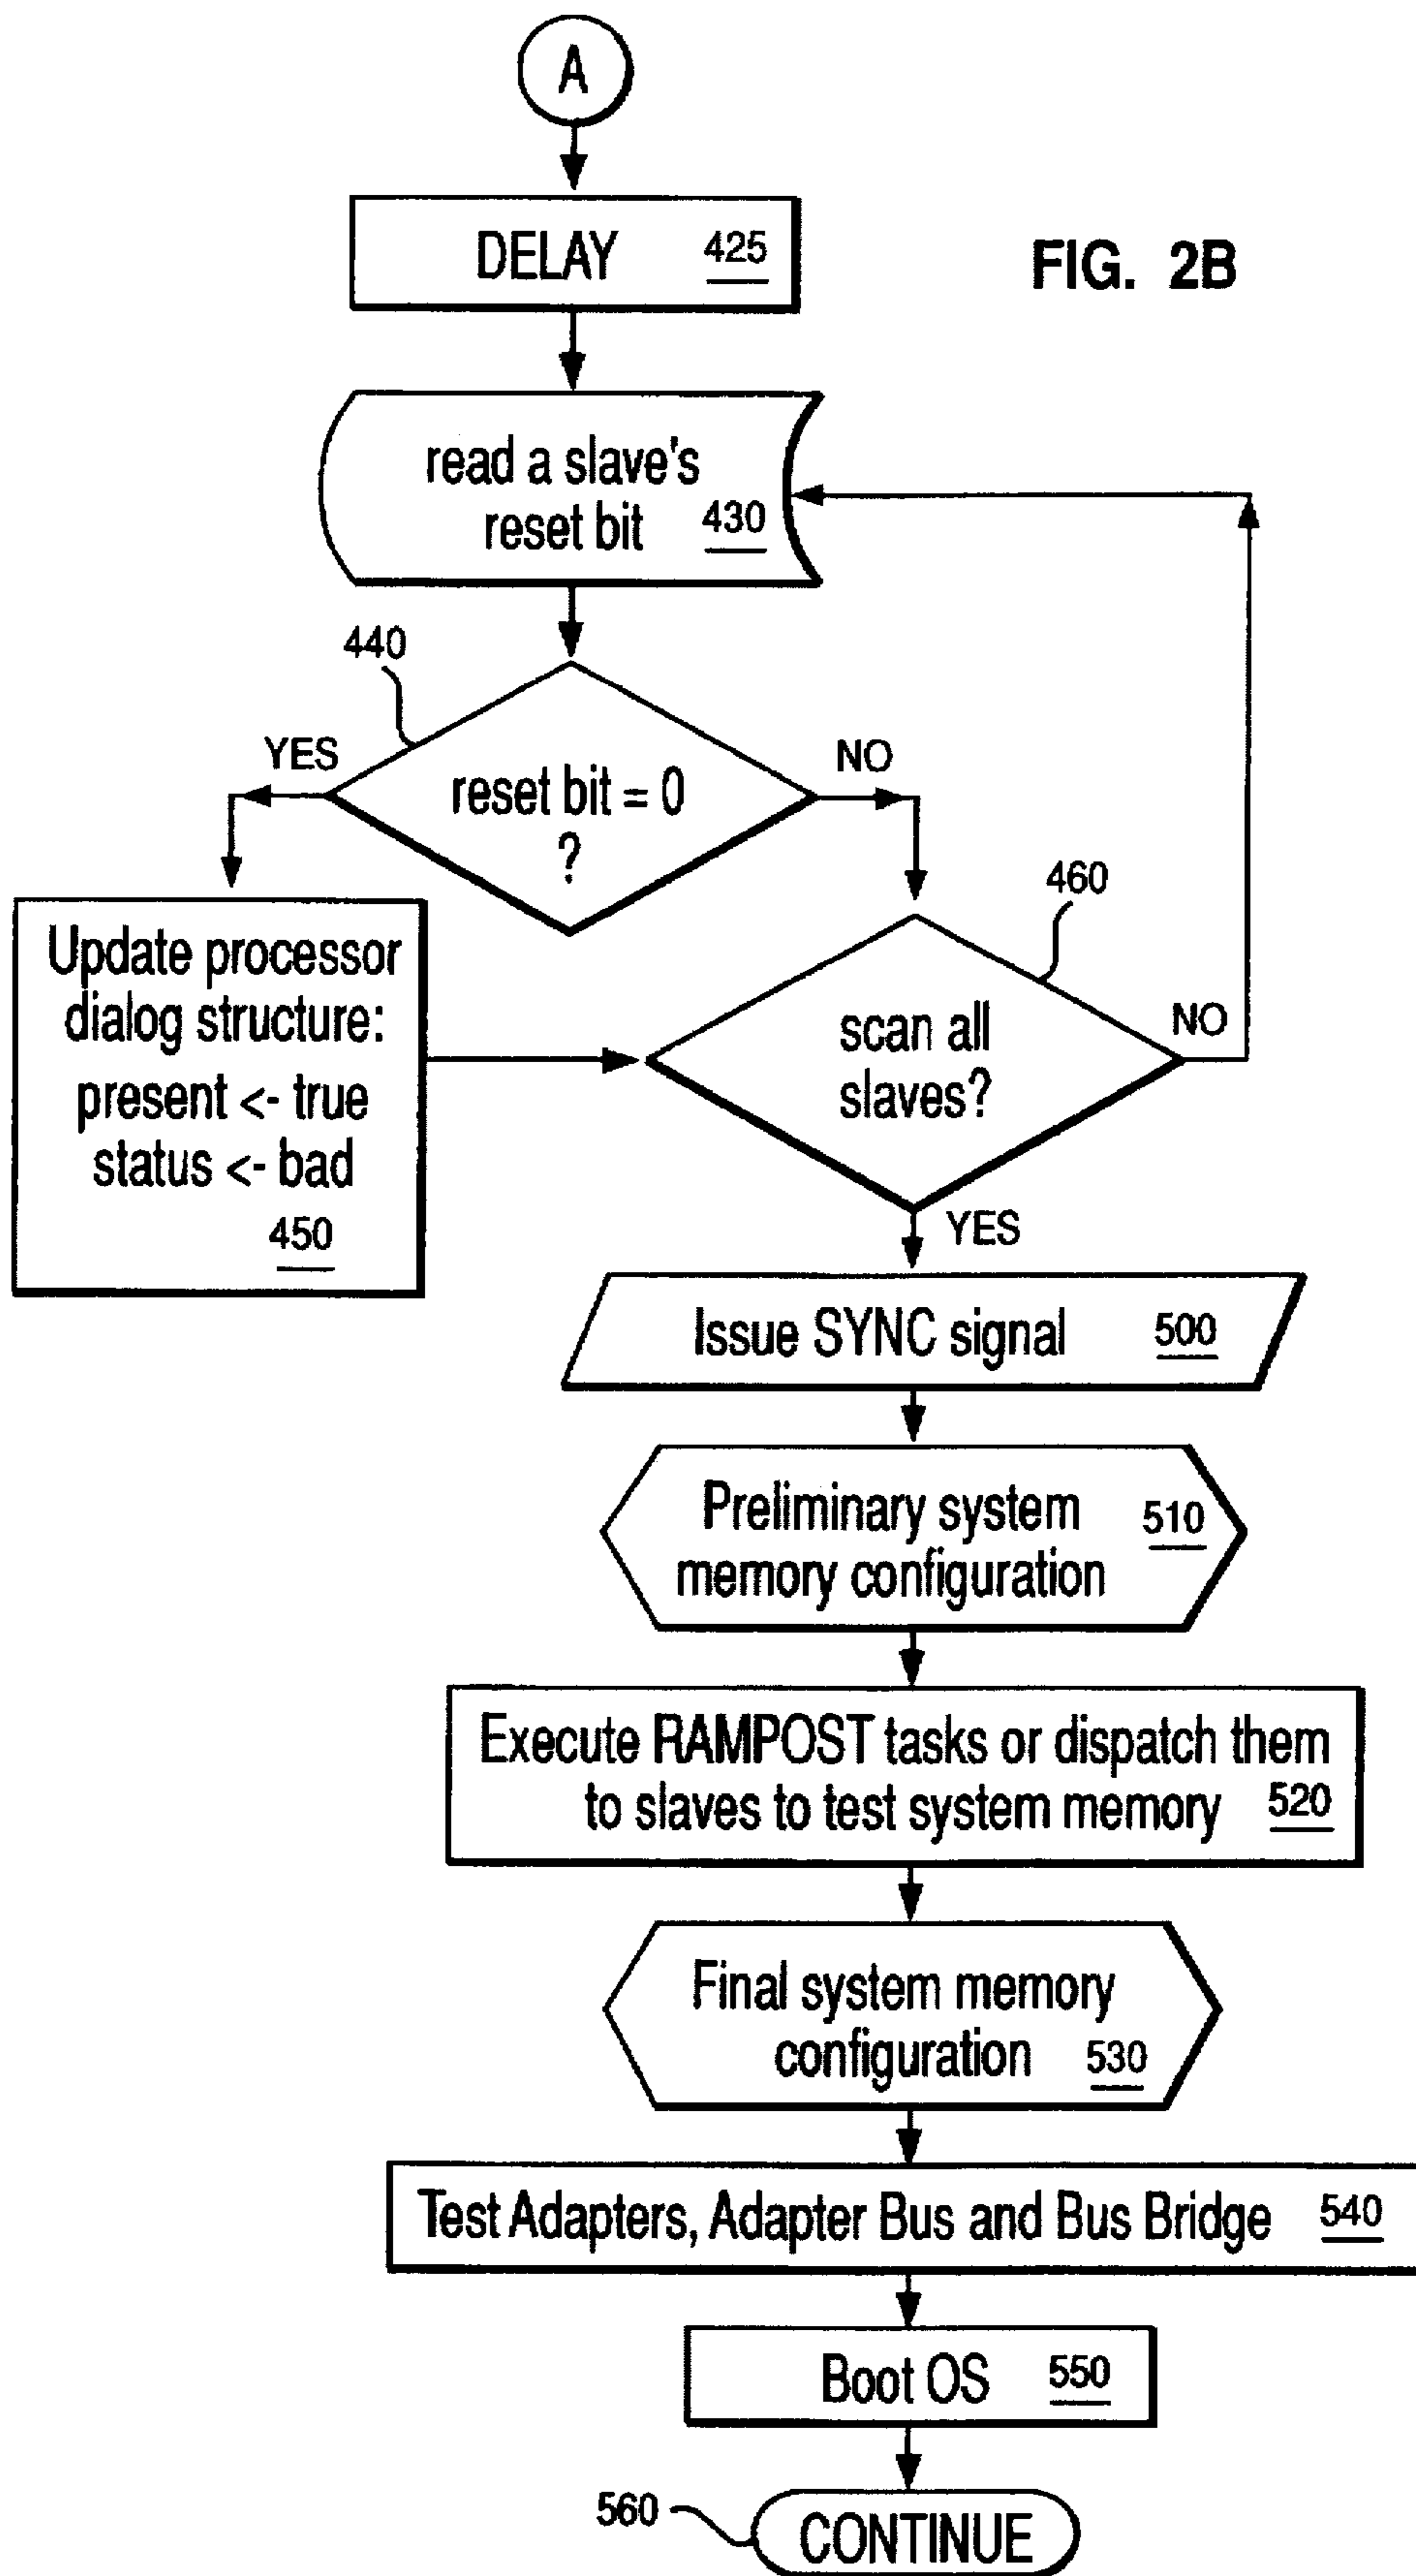 A
DELAY 425
FIG. 2B
read a slave's
reset bit 430
440
YES
NO
reset bit = 0
?
460
Update processor
dialog structure:
present <- true
status <- bad
450
scan all
slaves?
NO
YES
Issue SYNC signal 500
Preliminary system
memory configuration 510
Execute RAMPOST tasks or dispatch them
to slaves to test system memory 520
Final system memory
configuration 530
Test Adapters, Adapter Bus and Bus Bridge 540
Boot OS 550
560
CONTINUE